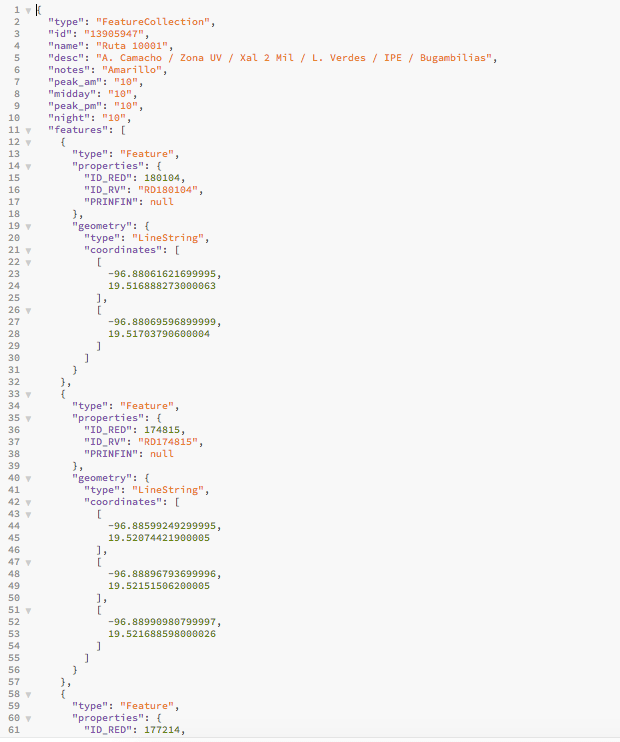 1 {
2 "type": "FeatureCollection",
3 "id": "13905947",
4 "name": "Ruta 10001",
5 "desc": "A. Camacho / Zona UV / Xal 2 Mil / L. Verdes / IPE / Bugambilias",
6 "notes": "Amarillo",
7 "peak_am": "10",
8 "midday": "10",
9 "peak_pm": "10",
10 "night": "10",
11 "features": [
12 {
13 "type": "Feature",
14 "properties": {
15 "ID_RED": 180104,
16 "ID_RV": "RD180104",
17 "PRINFIN": null
18 },
19 "geometry": {
20 "type": "LineString",
21 "coordinates": [
22 [
23 -96.88061621699995,
24 19.516888273000063
25 ],
26 [
27 -96.88069596899999,
28 19.51703790600004
29 ]
30 ]
31 }
32 },
33 {
34 "type": "Feature",
35 "properties": {
36 "ID_RED": 174815,
37 "ID_RV": "RD174815",
38 "PRINFIN": null
39 },
40 "geometry": {
41 "type": "LineString",
42 "coordinates": [
43 [
44 -96.88599249299995,
45 19.52074421900005
46 ],
47 [
48 -96.88896793699996,
49 19.52151506200005
50 ],
51 [
52 -96.88990980799997,
53 19.521688598000026
54 ]
55 ]
56 }
57 },
58 {
59 "type": "Feature",
60 "properties": {
61 "ID_RED": 177214,